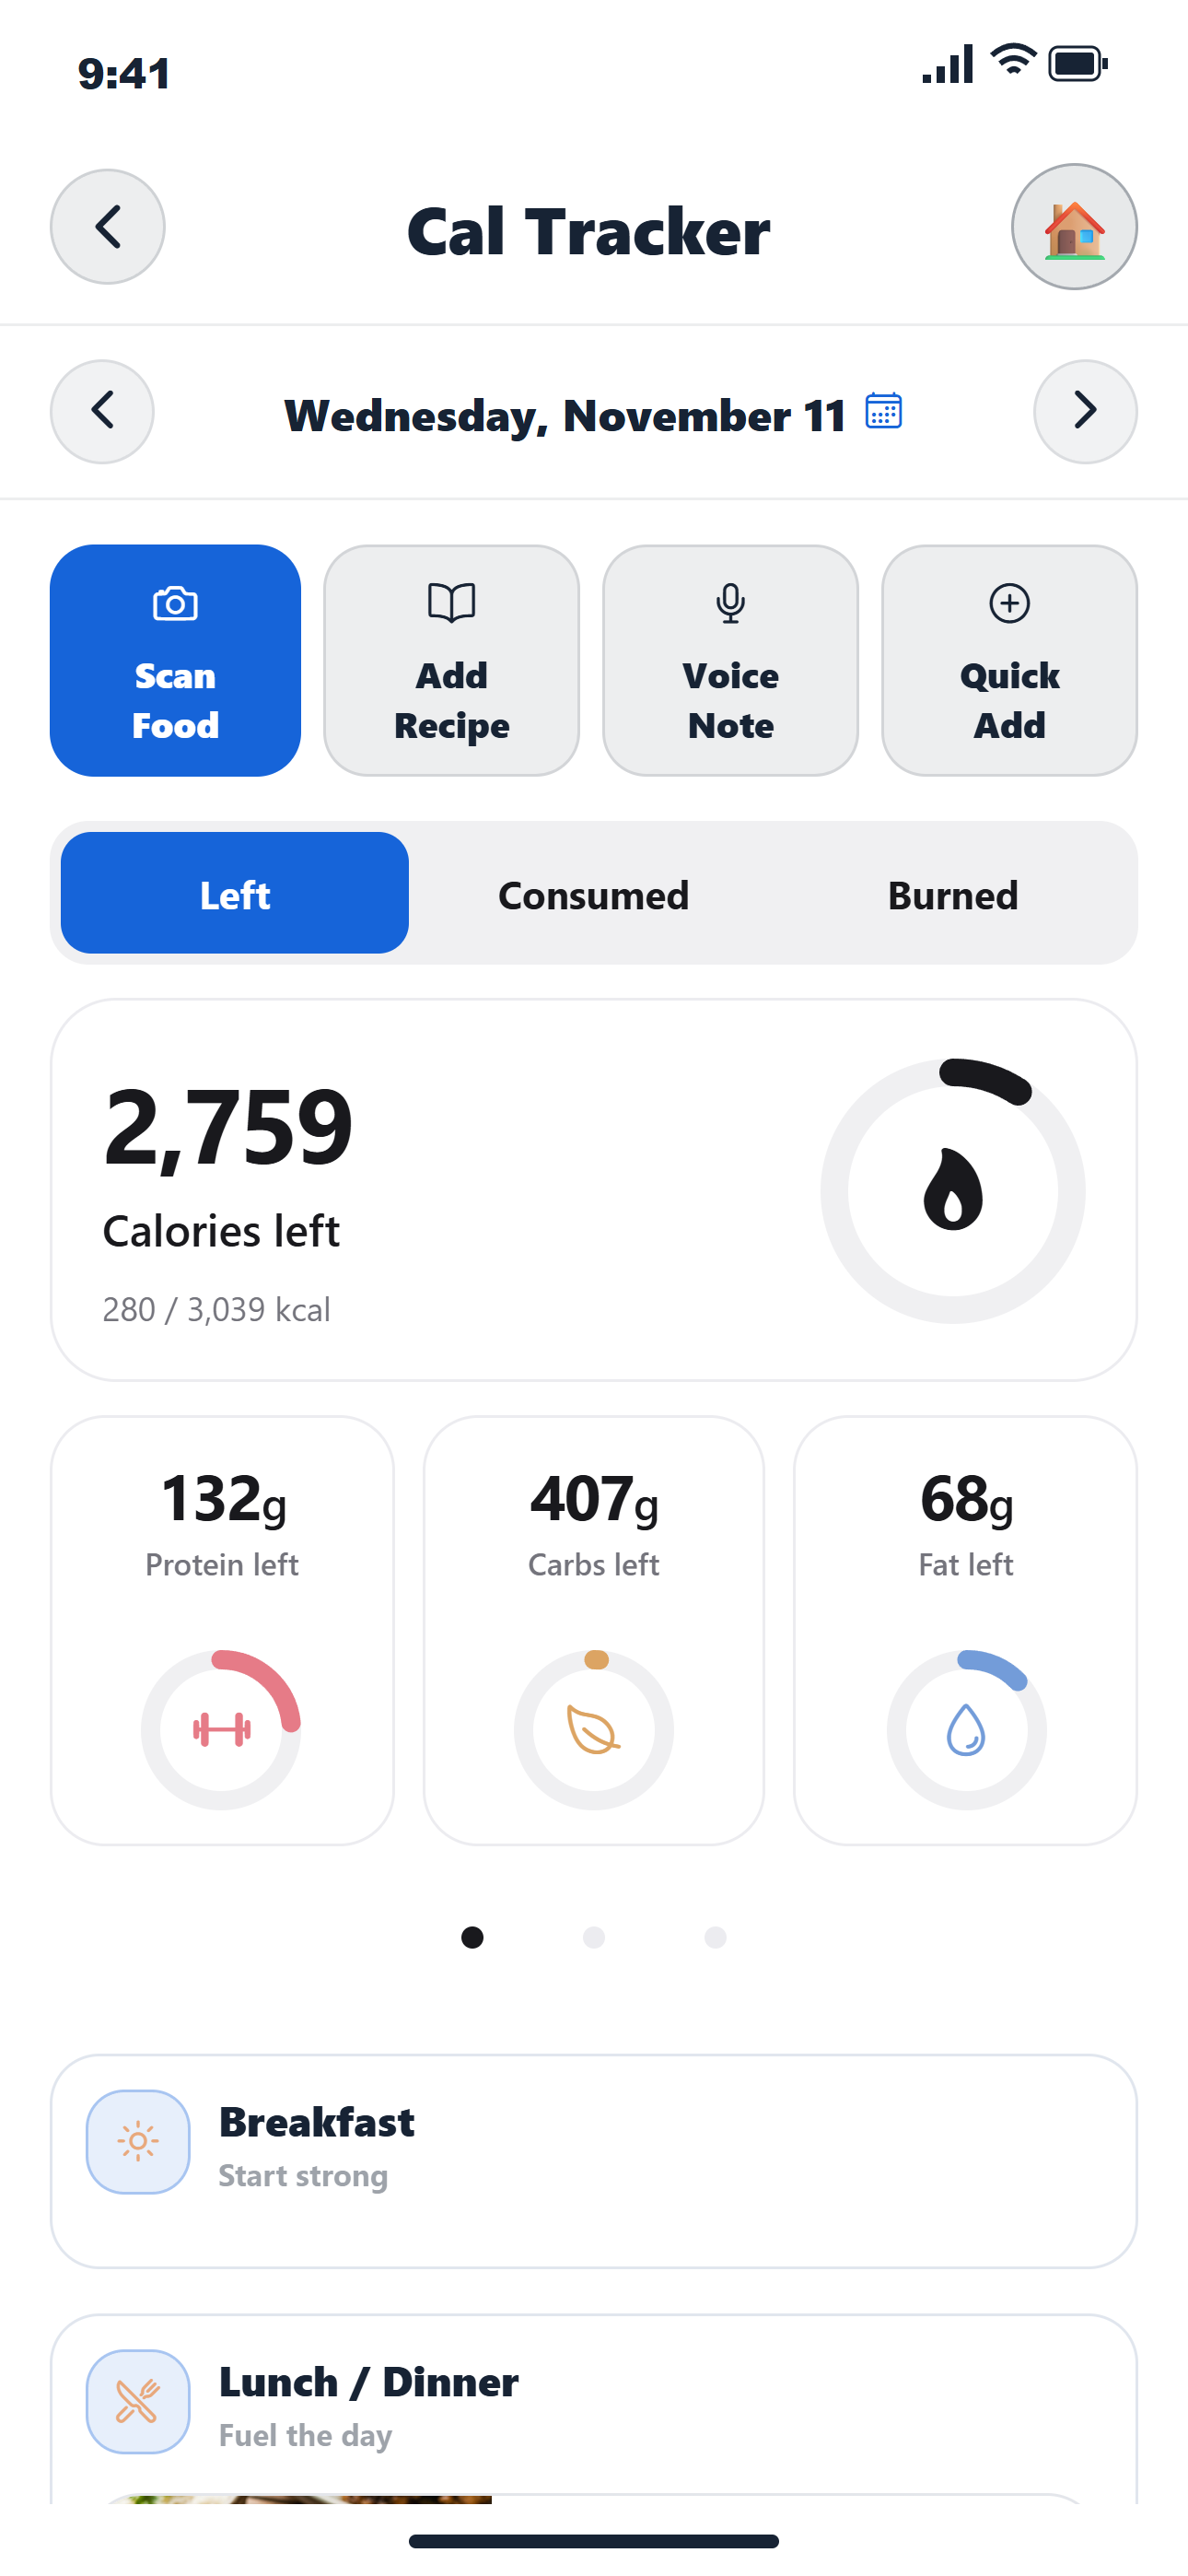 9:41
Cal Tracker
Wednesday, November 11
Scan
Food
Add
Recipe
Voice
Note
Quick
Add
Left
Consumed
Burned
2,759
Calories left
280 / 3,039 kcal
132g
Protein left
407g
Carbs left
68g
Fat left
Breakfast
Start strong
Lunch / Dinner
Fuel the day